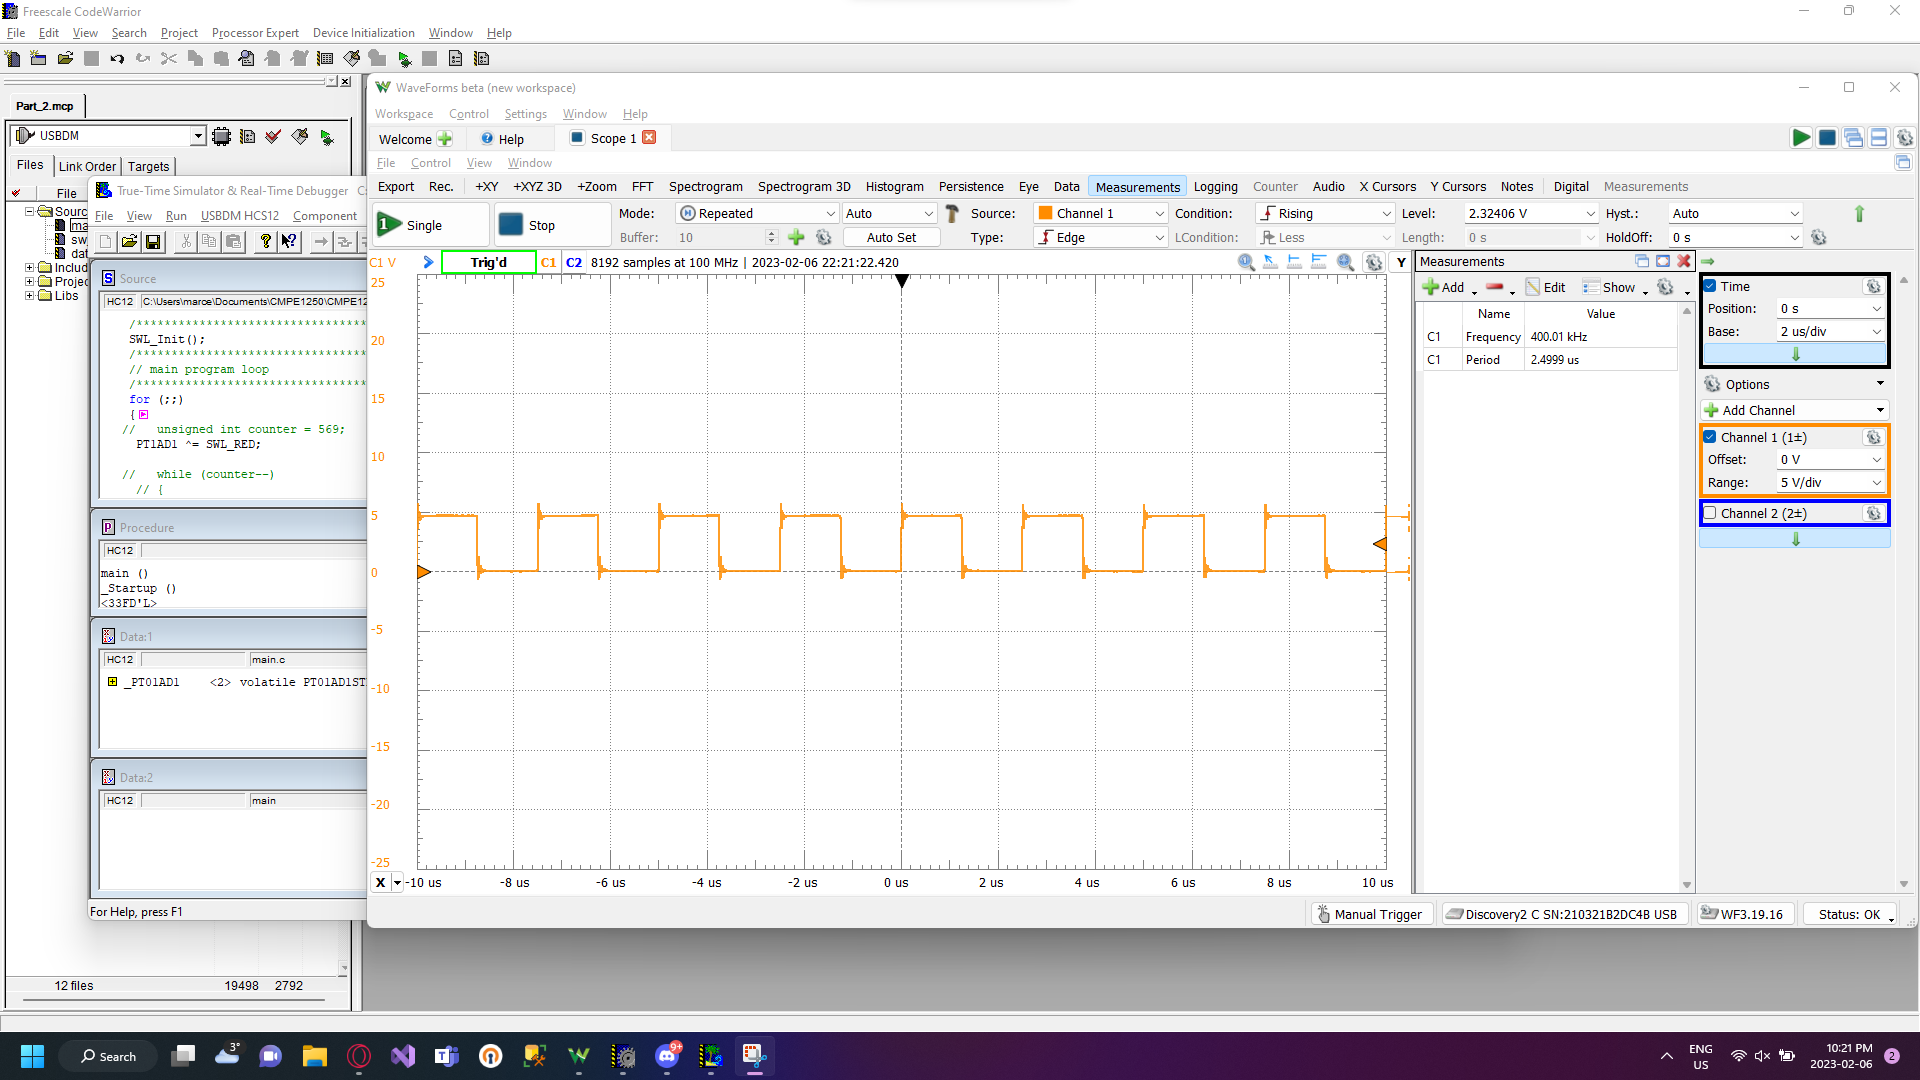 Freescale CodeWarrior
File Edit View Search Project Processor Expert Device Initialization Window Help
Part_2.mcp
USBDM
Files Link Order Targets
File
Sourc
ma
sw
dat
Includ
Projec
Libs
12 files 19498 2792
True-Time Simulator & Real-Time Debugger
File View Run USBDM HCS12 Component
Source
HC12 C:\Users\marce\Documents\CMPE1250\CMPE12
/*********************************
SWL_Init();
/*********************************
// main program loop
/*********************************
for (;;)
{
// unsigned int counter = 569;
PT1AD1 ^= SWL_RED;
// while (counter--)
// {
Procedure
HC12
main ()
_Startup ()
<33FD'L>
Data:1
HC12 main.c
_PT01AD1 <2> volatile PT01AD1ST
Data:2
HC12 main
For Help, press F1
WaveForms beta (new workspace)
Workspace Control Settings Window Help
Welcome Help Scope 1
File Control View Window
Export Rec. +XY +XYZ 3D +Zoom FFT Spectrogram Spectrogram 3D Histogram Persistence Eye Data Measurements Logging Counter Audio X Cursors Y Cursors Notes Digital Measurements
Single Stop Mode: Repeated Auto Source: Channel 1 Condition: Rising Level: 2.32406 V Hyst.: Auto
Buffer: 10 Auto Set Type: Edge LCondition: Less Length: 0 s HoldOff: 0 s
C1 V Trig'd C1 C2 8192 samples at 100 MHz | 2023-02-06 22:21:22.420 Y
25
20
15
10
5
0
-5
-10
-15
-20
-25
X -10 us -8 us -6 us -4 us -2 us 0 us 2 us 4 us 6 us 8 us 10 us
Measurements
Add Edit Show
Name Value
C1 Frequency 400.01 kHz
C1 Period 2.4999 us
Time
Position: 0 s
Base: 2 us/div
Options
Add Channel
Channel 1 (1±)
Offset: 0 V
Range: 5 V/div
Channel 2 (2±)
Manual Trigger Discovery2 C SN:210321B2DC4B USB WF3.19.16 Status: OK
Search 3° 9+ ENG US 10:21 PM 2023-02-06 2